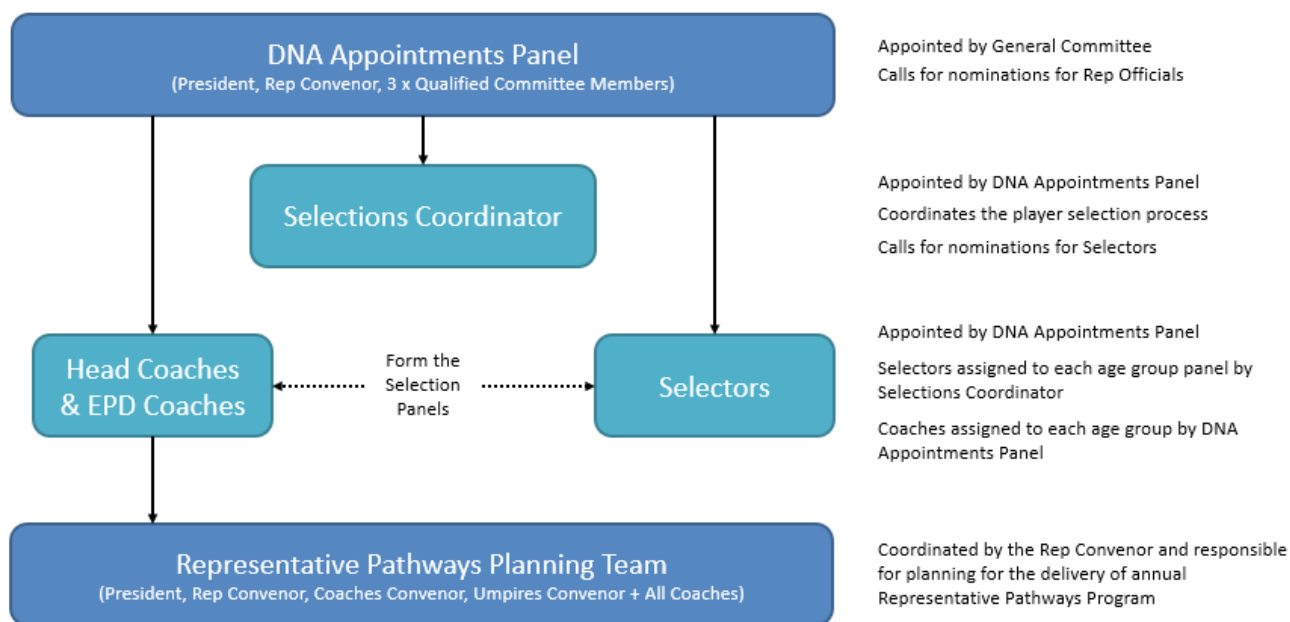 DNA Appointments Panel
(President, Rep Convenor, 3 x Qualified Committee Members)
Appointed by General Committee
Calls for nominations for Rep Officials
Selections Coordinator
Appointed by DNA Appointments Panel
Coordinates the player selection process
Calls for nominations for Selectors
Head Coaches
& EPD Coaches
Form the
Selection
Panels
Selectors
Appointed by DNA Appointments Panel
Selectors assigned to each age group panel by
Selections Coordinator
Coaches assigned to each age group by DNA
Appointments Panel
Representative Pathways Planning Team
(President, Rep Convenor, Coaches Convenor, Umpires Convenor + All Coaches)
Coordinated by the Rep Convenor and responsible
for planning for the delivery of annual
Representative Pathways Program